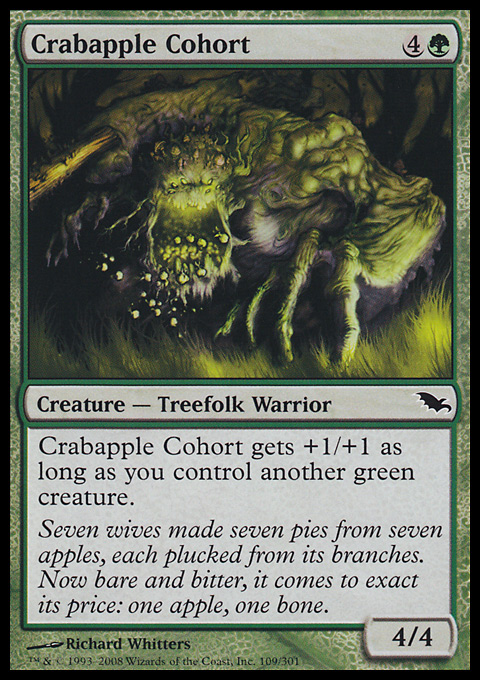 Crabapple Cohort 4
Creature — Treefolk Warrior
Crabapple Cohort gets +1/+1 as
long as you control another green
creature.
Seven wives made seven pies from seven
apples, each plucked from its branches.
Now bare and bitter, it comes to exact
its price: one apple, one bone.
4/4
Richard Whitters
™ & © 1993–2008 Wizards of the Coast, Inc. 109/301